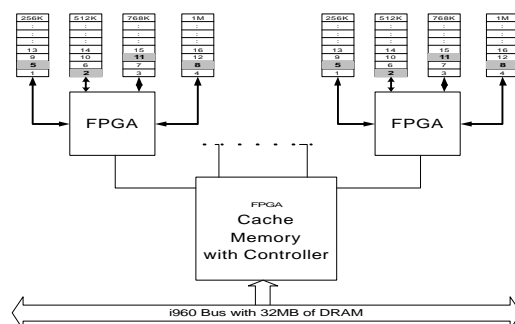 256K 512K 768K 1M 256K 512K 768K 1M
: : : : : : : :
: : : : : : : :
: : : : : : : :
13 14 15 16 13 14 15 16
9 10 11 12 9 10 11 12
5 6 7 8 5 6 7 8
1 2 3 4 1 2 3 4
FPGA FPGA
FPGA
Cache
Memory
with Controller
i960 Bus with 32MB of DRAM